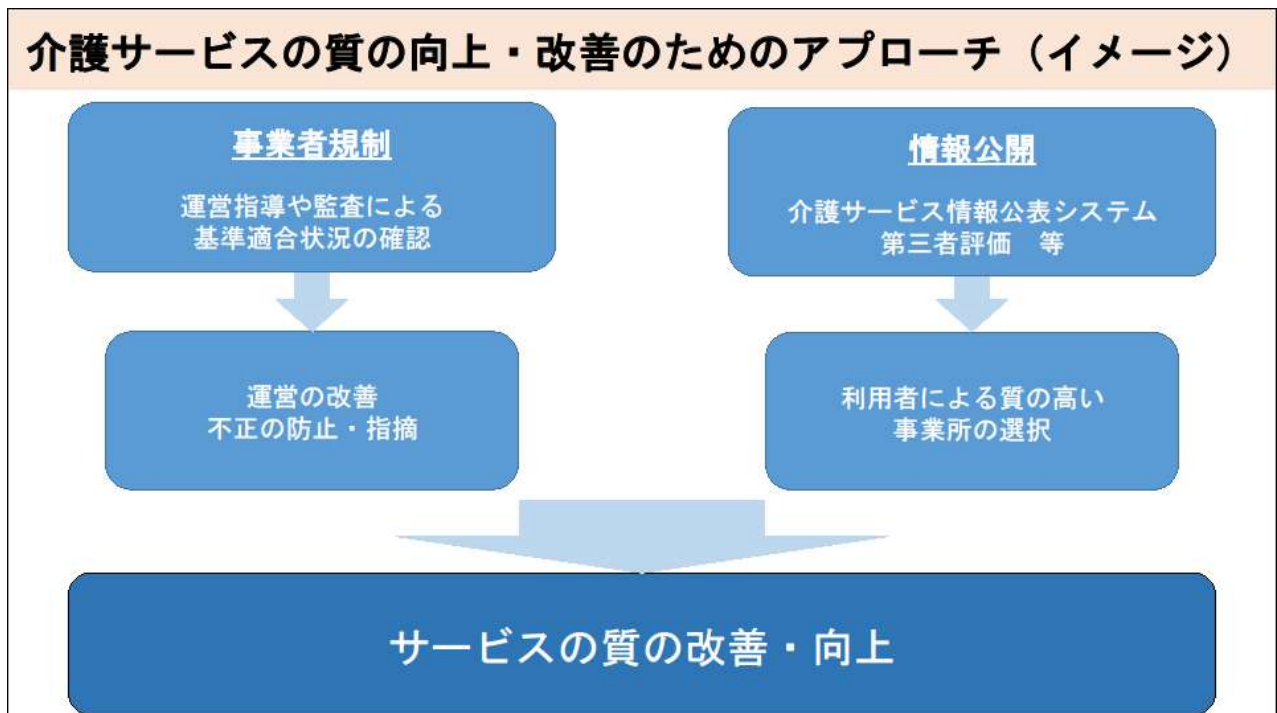 介護サービスの質の向上・改善のためのアプローチ（イメージ）
事業者規制
運営指導や監査による
基準適合状況の確認
情報公開
介護サービス情報公表システム
第三者評価　等
運営の改善
不正の防止・指摘
利用者による質の高い
事業所の選択
サービスの質の改善・向上